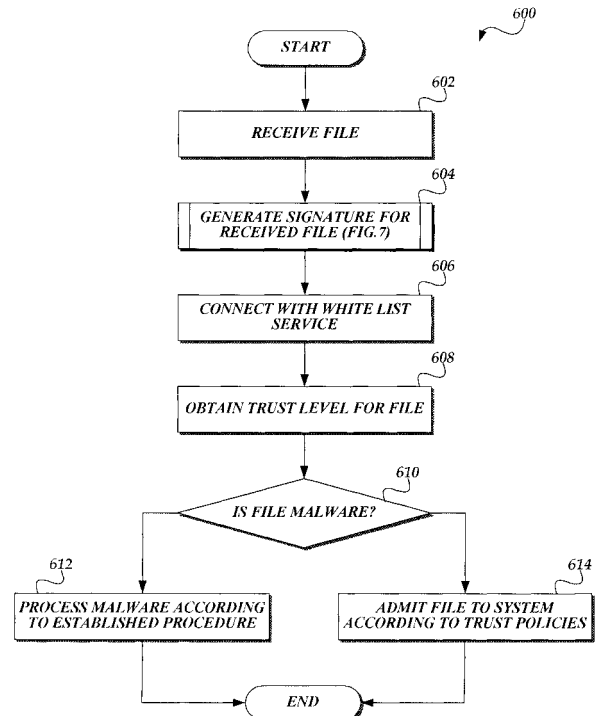 600
START
602
RECEIVE FILE
604
GENERATE SIGNATURE FOR
RECEIVED FILE (FIG.7)
606
CONNECT WITH WHITE LIST
SERVICE
608
OBTAIN TRUST LEVEL FOR FILE
610
IS FILE MALWARE?
612
PROCESS MALWARE ACCORDING
TO ESTABLISHED PROCEDURE
614
ADMIT FILE TO SYSTEM
ACCORDING TO TRUST POLICIES
END